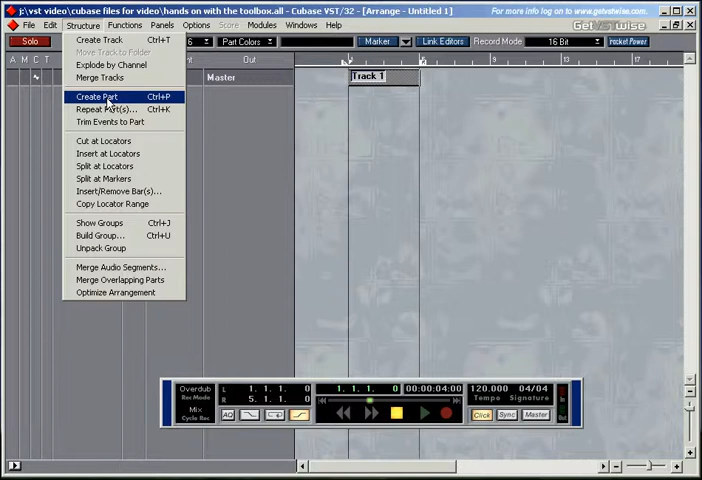 j:\vst video\cubase files for video\hands on with the toolbox.all - Cubase VST/32 - [Arrange - Untitled 1]
For more info log on to www.getvstwise.com
File Edit Structure Functions Panels Options Score Modules Windows
GetVSTwise
Solo
Part Colors
Marker
Link Editors
Record Mode
16 Bit
rocket Power
A M C T
Out
Master
5 9 13 17
Track 1
Create Track Ctrl+T
Move Track to Folder
Explode by Channel
Merge Tracks
Create Part Ctrl+P
Repeat Part(s)... Ctrl+K
Trim Events to Part
Cut at Locators
Insert at Locators
Split at Locators
Split at Markers
Insert/Remove Bar(s)...
Copy Locator Range
Show Groups Ctrl+J
Build Group... Ctrl+U
Unpack Group
Merge Audio Segments...
Merge Overlapping Parts
Optimize Arrangement
Overdub
Rec Mode
L 1. 1. 1. 0
R 5. 1. 1. 0
1. 1. 1. 0
00:00:04:00
120.000 04/04
Tempo Signature
Mix
Cycle Rec
AQ
Click Sync Master